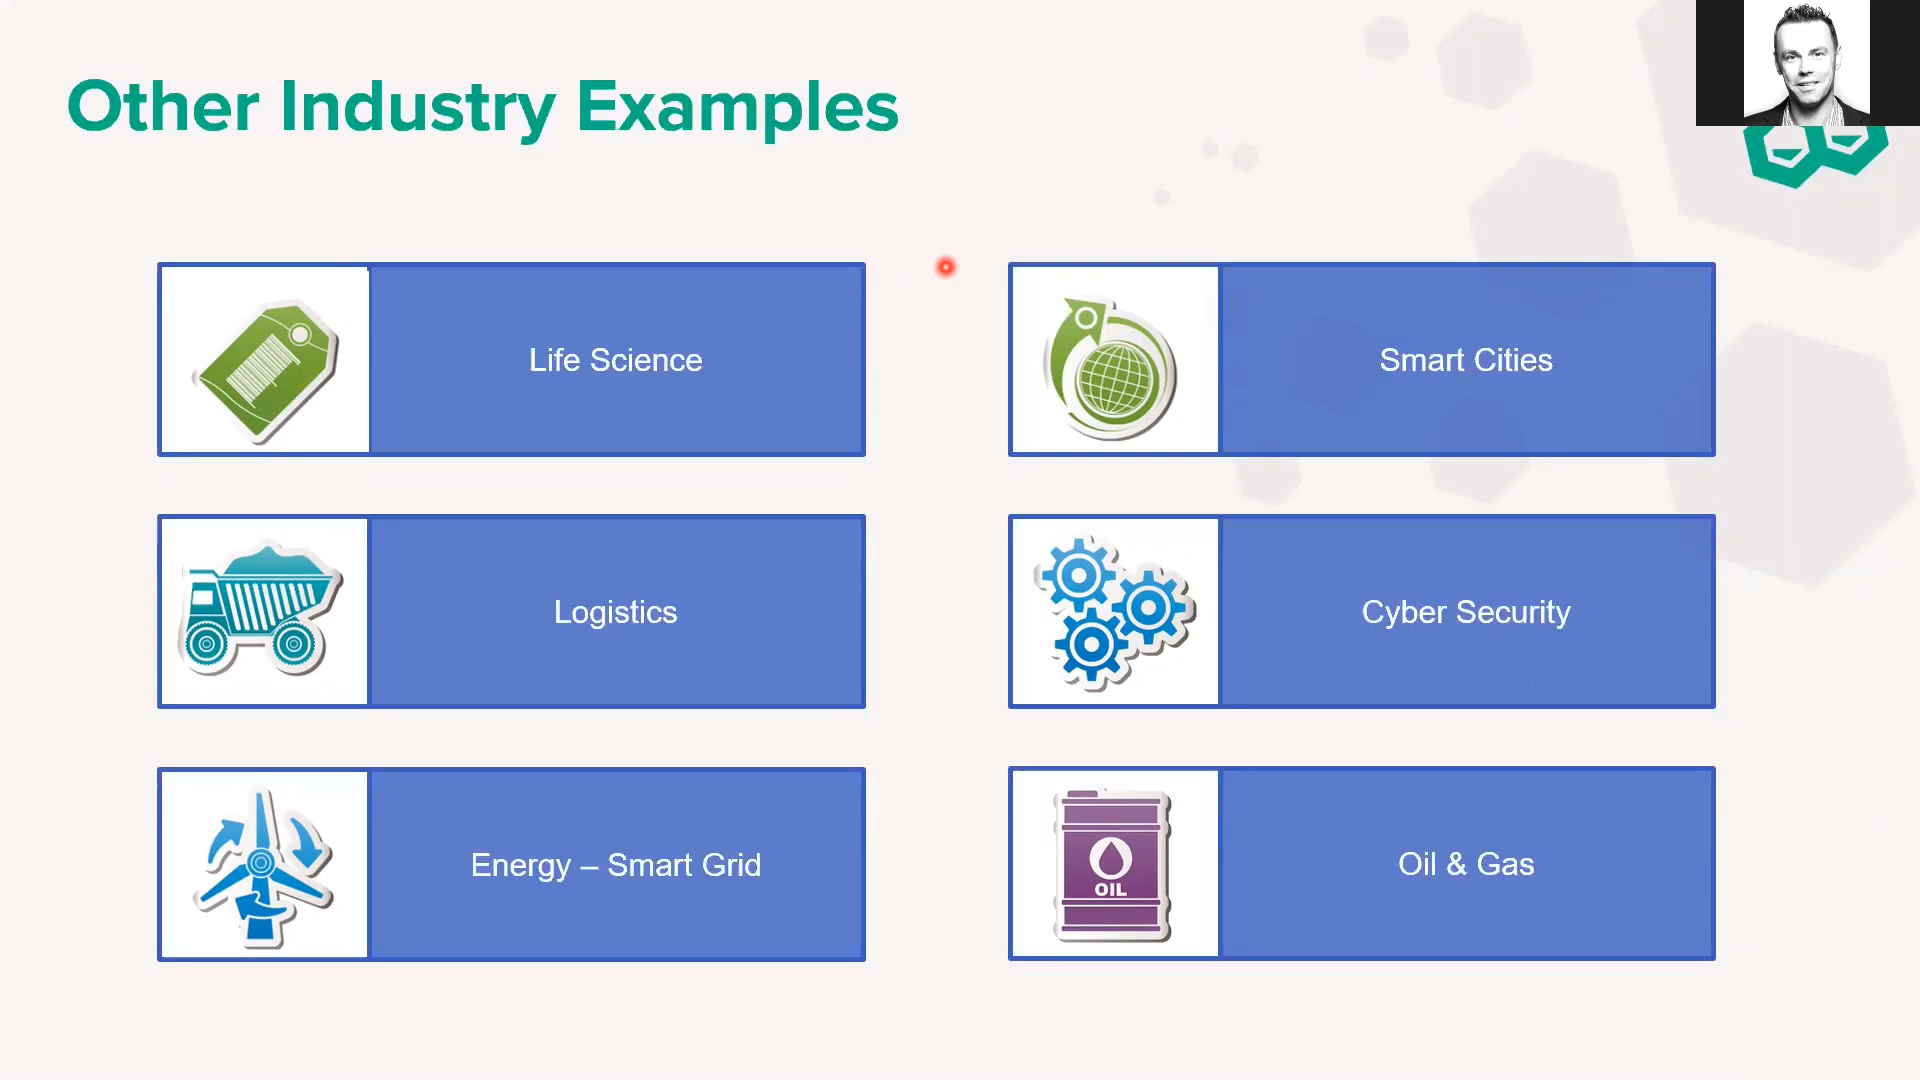 Other Industry Examples
Life Science
Smart Cities
Logistics
Cyber Security
Energy – Smart Grid
OIL
Oil & Gas